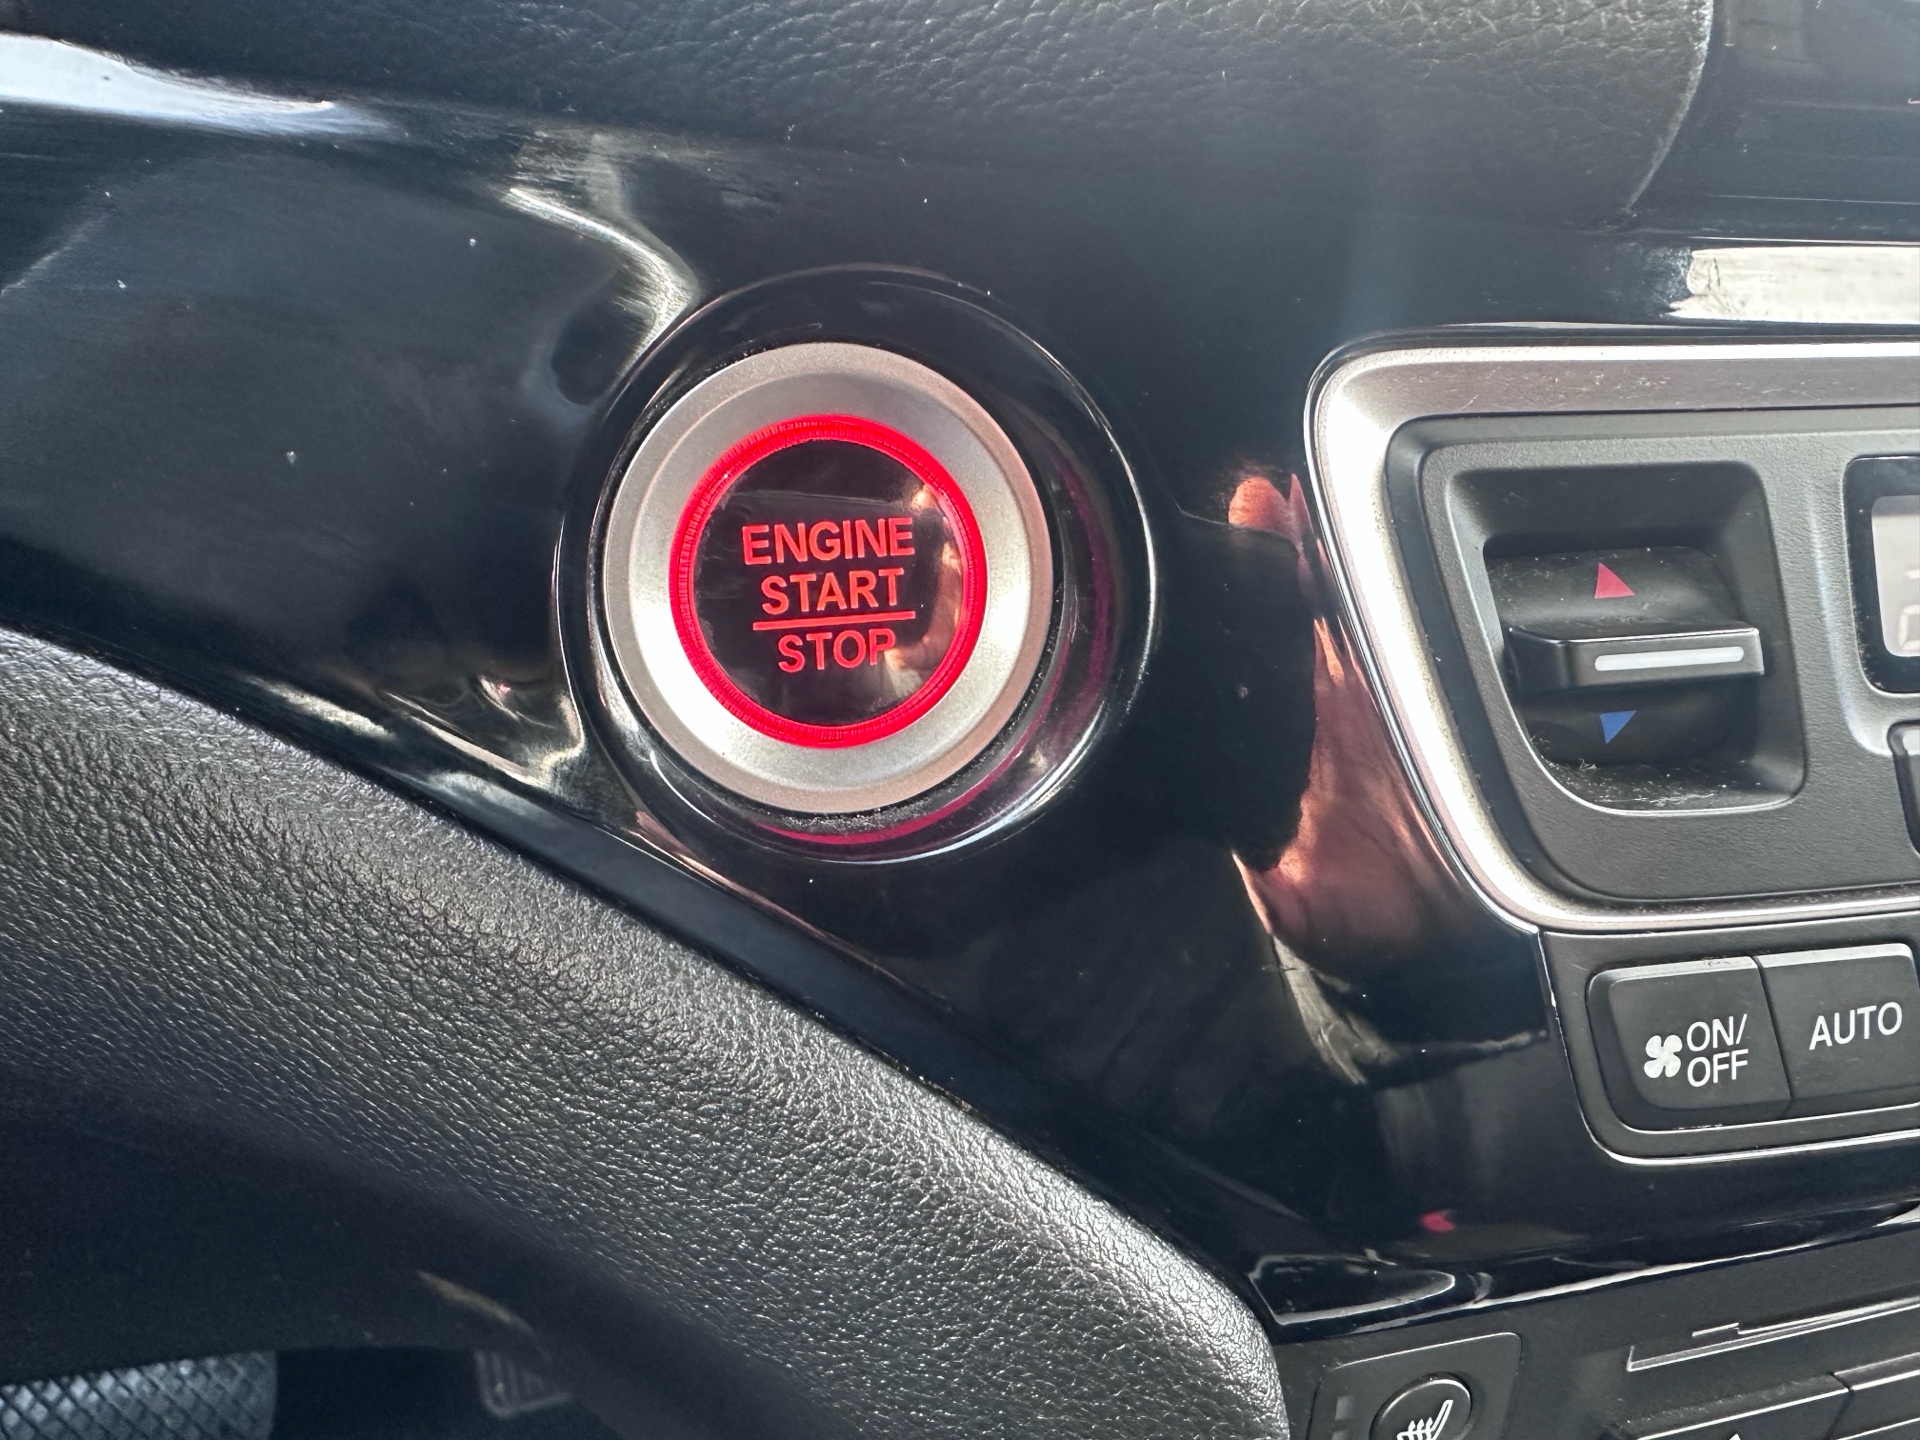 ENGINE
START
STOP
ON/
OFF
AUTO